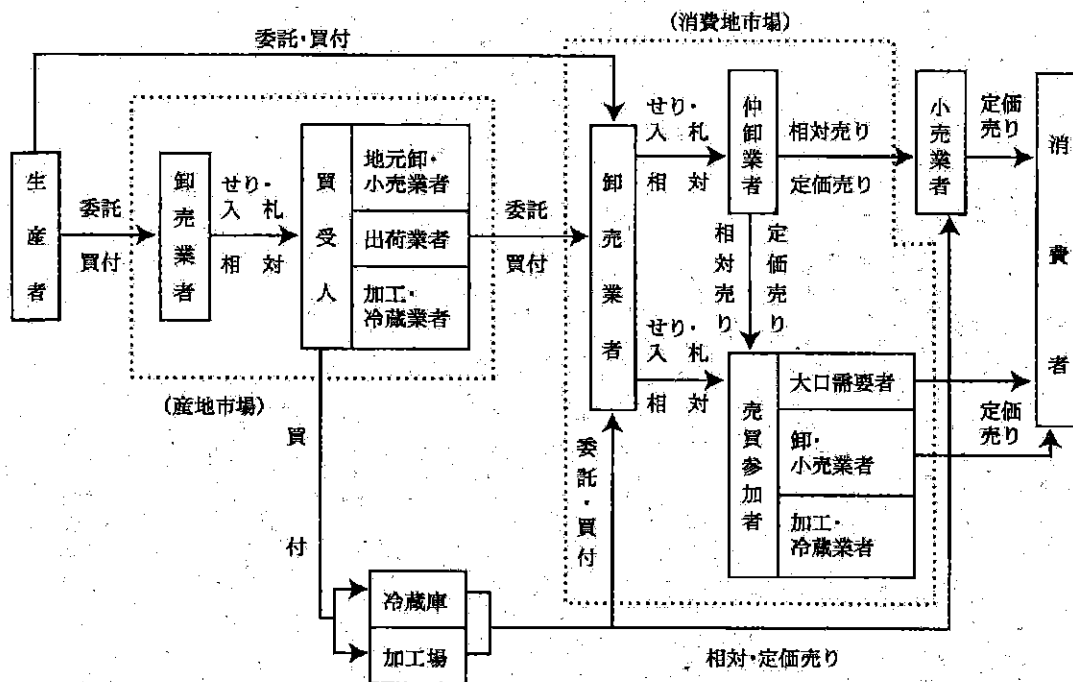 (消費地市場)
委託・買付
生産者
委託
買付
卸売業者
せり・
入札
相対
買受人
地元卸・
小売業者
出荷業者
加工・
冷蔵業者
(産地市場)
委託
買付
卸売業者
せり・
入札
相対
仲卸業者
相対売り
定価売り
小売業者
定価
売り
消費者
相対売り
定価売り
せり・
入札
相対
売買参加者
大口需要者
卸・
小売業者
加工・
冷蔵業者
定価
売り
買付
委託・買付
冷蔵庫
加工場
相対・定価売り